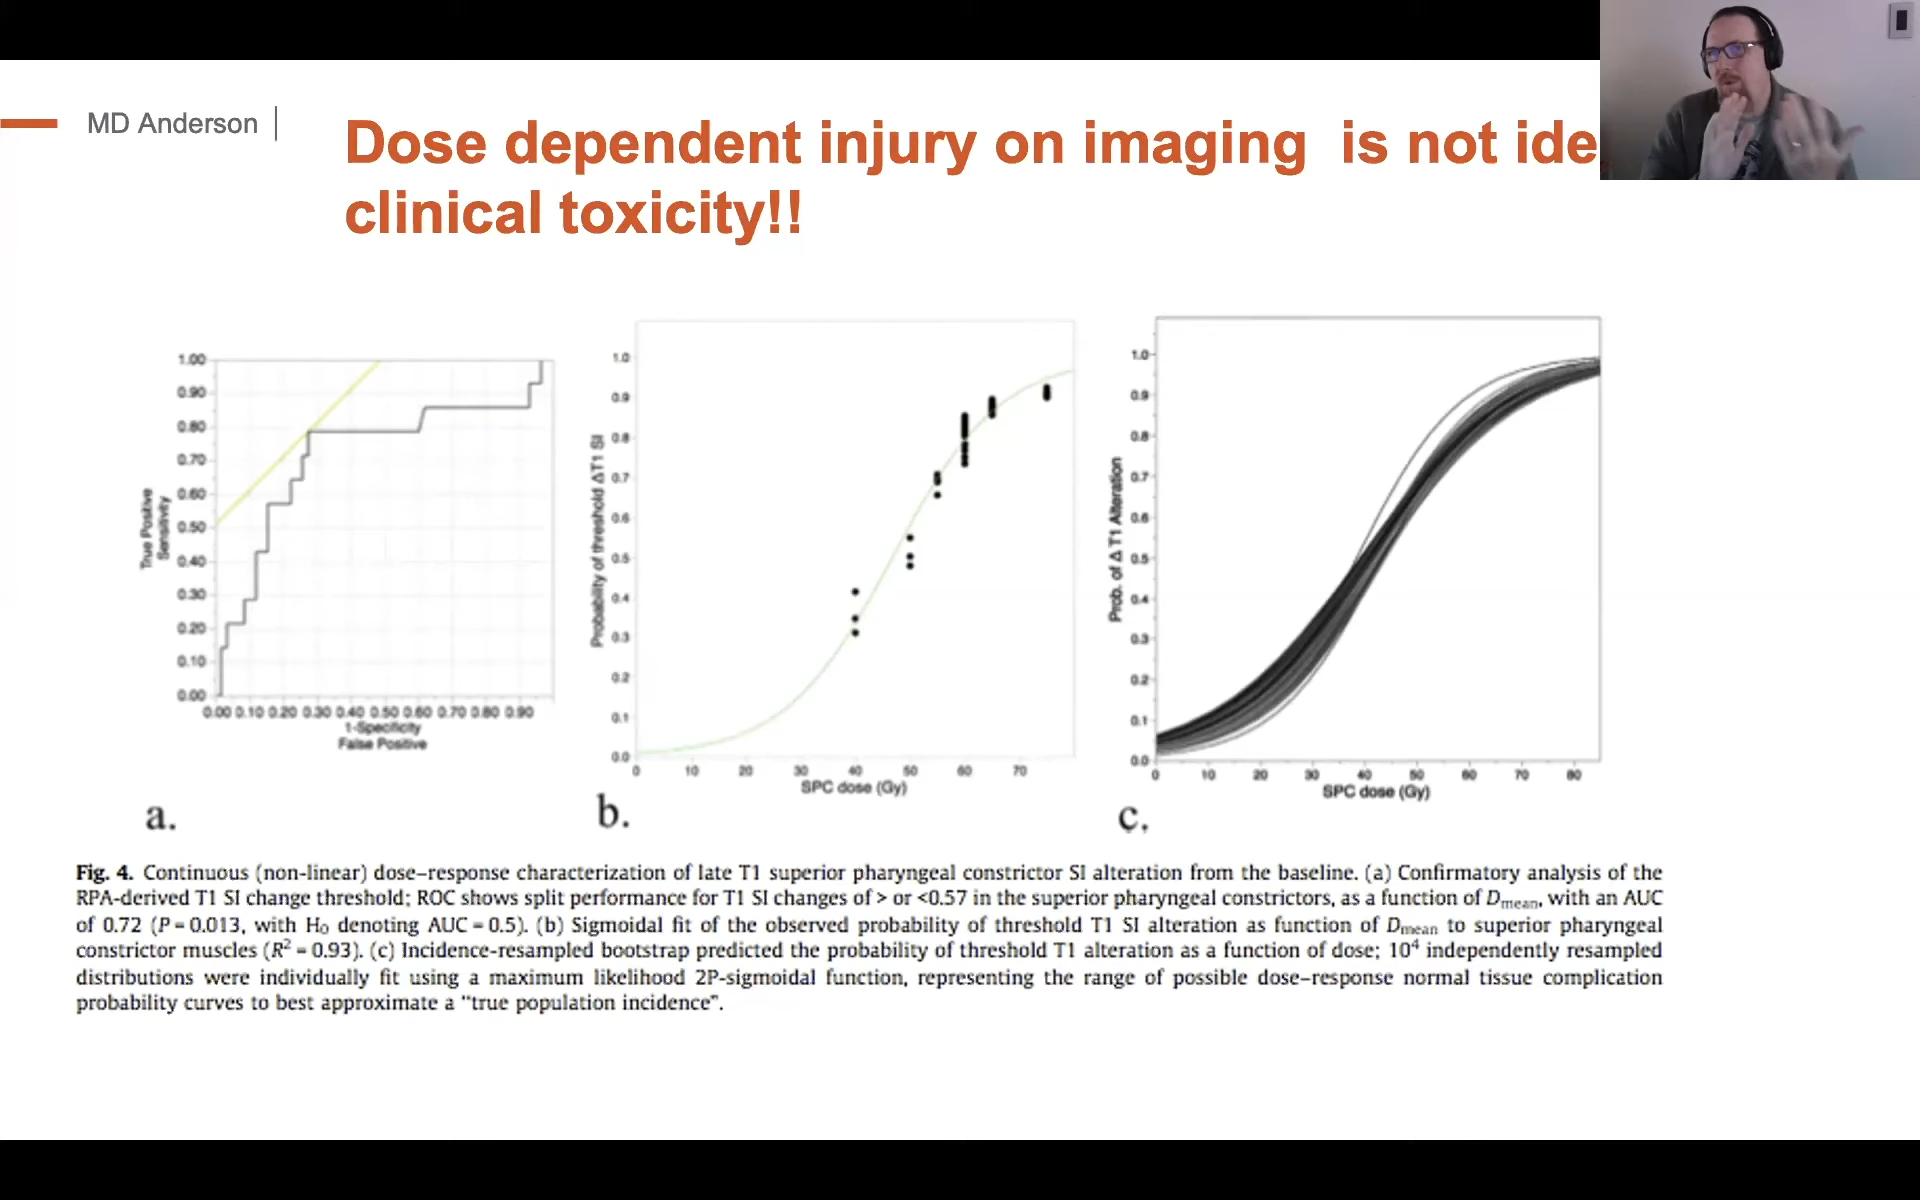 MD Anderson
Dose dependent injury on imaging is not ide
clinical toxicity!!
1.00
0.90
0.80
0.70
0.60
0.50
0.40
0.30
0.20
0.10
0.00
True Positive
Sensitivity
0.00 0.10 0.20 0.30 0.40 0.50 0.60 0.70 0.80 0.90
1-Specificity
False Positive
a.
1.0
0.9
0.8
0.7
0.6
0.5
0.4
0.3
0.2
0.1
0.0
Probability of threshold ΔT1 SI
0 10 20 30 40 50 60 70
SPC dose (Gy)
b.
1.0
0.9
0.8
0.7
0.6
0.5
0.4
0.3
0.2
0.1
0.0
Prob. of Δ T1 Alteration
0 10 20 30 40 50 60 70 80
SPC dose (Gy)
c.
Fig. 4. Continuous (non-linear) dose–response characterization of late T1 superior pharyngeal constrictor SI alteration from the baseline. (a) Confirmatory analysis of the
RPA-derived T1 SI change threshold; ROC shows split performance for T1 SI changes of > or <0.57 in the superior pharyngeal constrictors, as a function of Dmean, with an AUC
of 0.72 (P = 0.013, with H0 denoting AUC = 0.5). (b) Sigmoidal fit of the observed probability of threshold T1 SI alteration as function of Dmean to superior pharyngeal
constrictor muscles (R² = 0.93). (c) Incidence-resampled bootstrap predicted the probability of threshold T1 alteration as a function of dose; 10⁴ independently resampled
distributions were individually fit using a maximum likelihood 2P-sigmoidal function, representing the range of possible dose–response normal tissue complication
probability curves to best approximate a “true population incidence”.